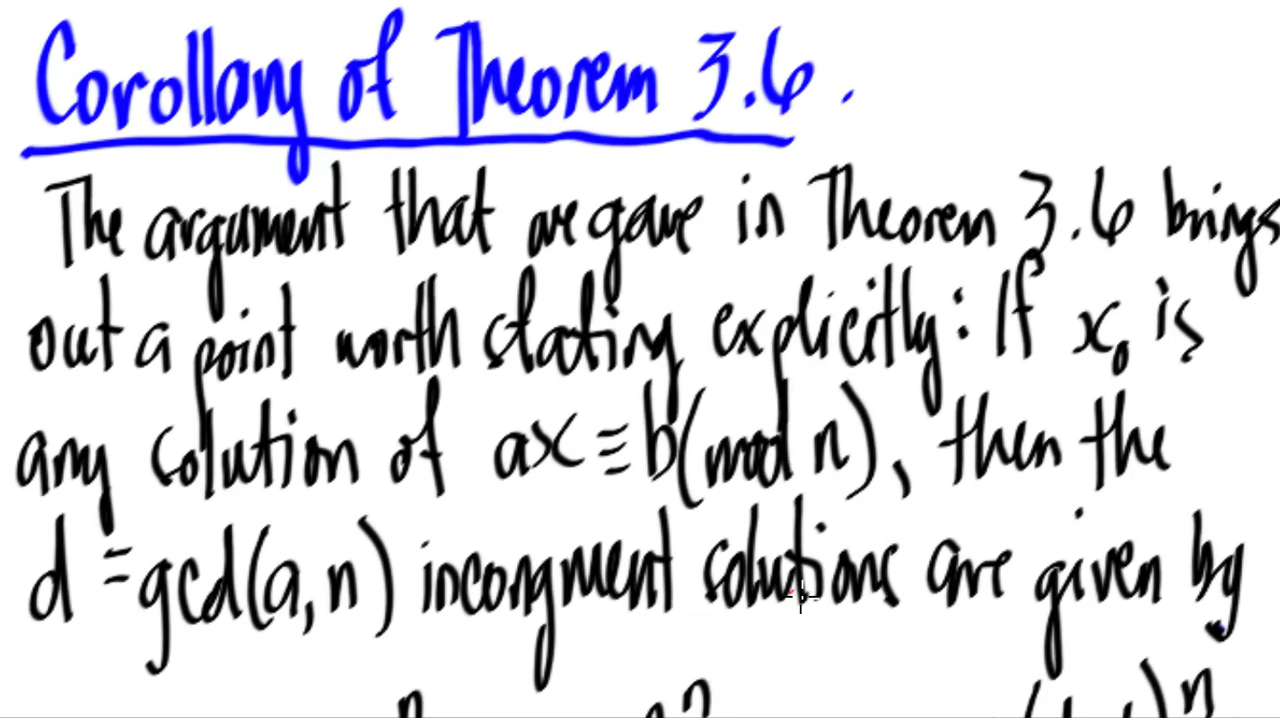 Corollary of Theorem 3.6.
The argument that we gave in Theorem 3.6 brings
out a point worth stating explicitly: If x₀ is
any solution of ax ≡ b (mod n), then the
d = gcd(a, n) incongruent solutions are given by